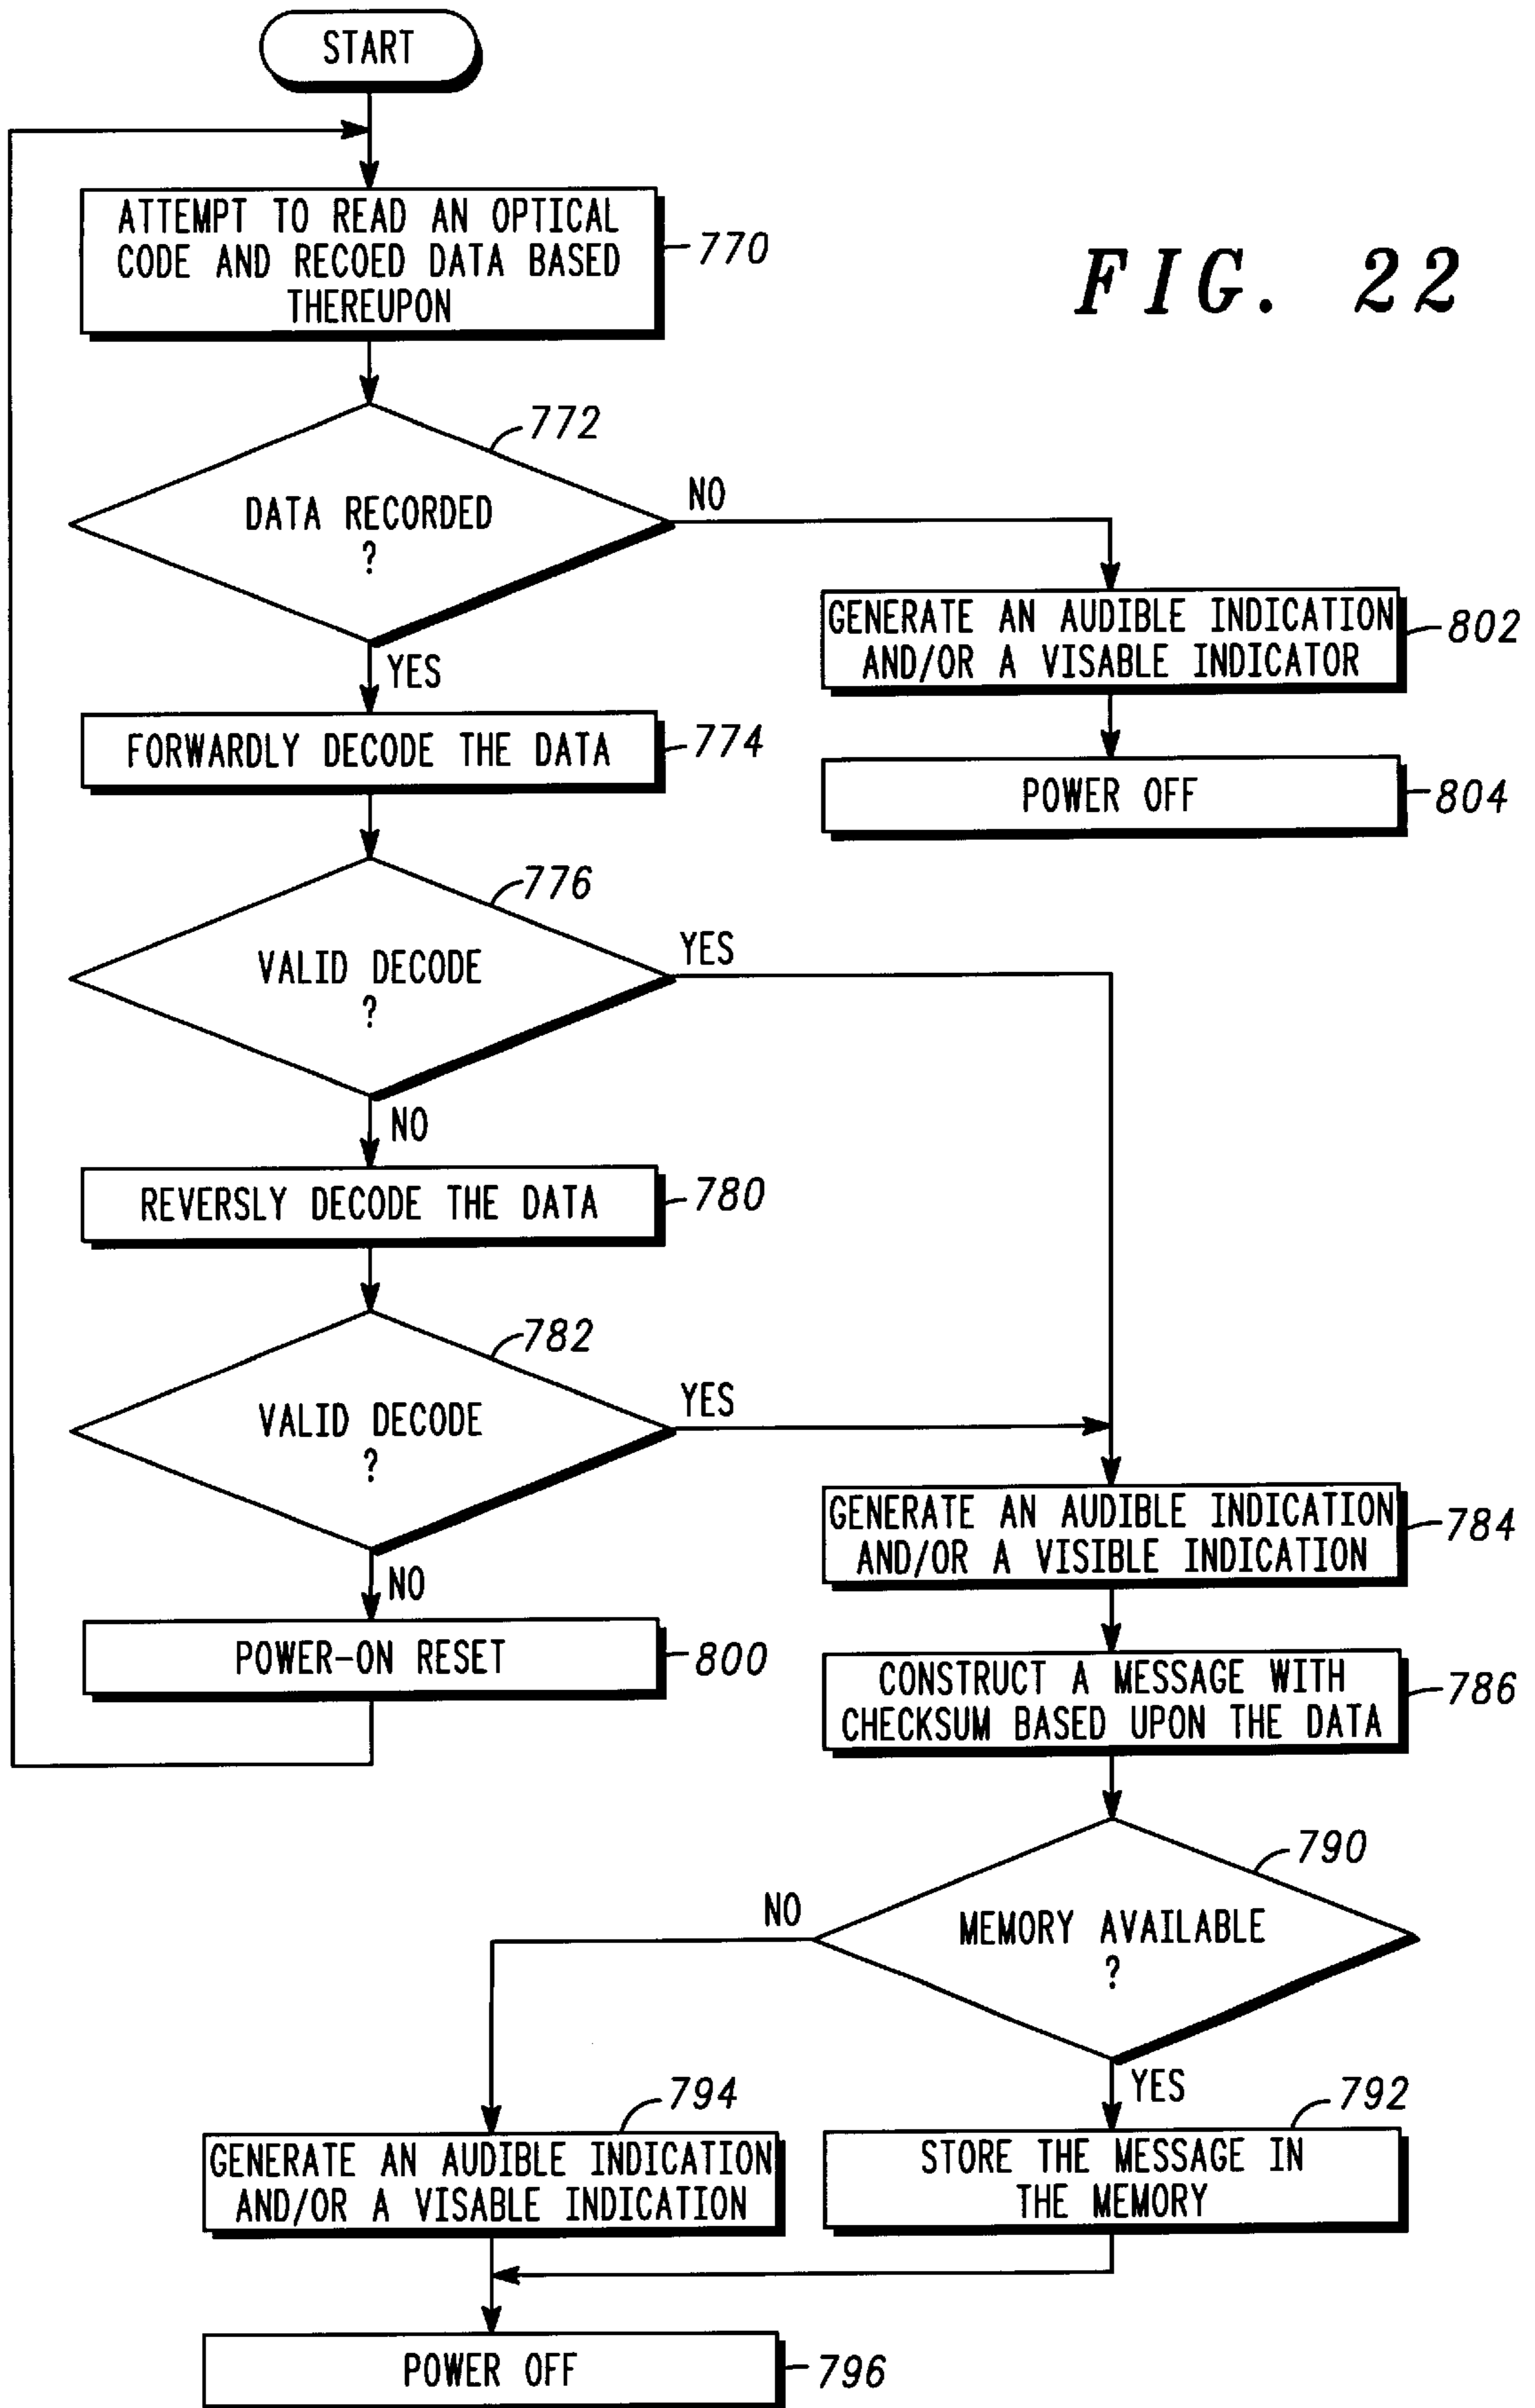 START
ATTEMPT TO READ AN OPTICAL
CODE AND RECOED DATA BASED
THEREUPON
770
FIG. 22
772
DATA RECORDED
?
NO
YES
GENERATE AN AUDIBLE INDICATION
AND/OR A VISABLE INDICATOR
802
FORWARDLY DECODE THE DATA
774
POWER OFF
804
776
VALID DECODE
?
YES
NO
REVERSLY DECODE THE DATA
780
782
VALID DECODE
?
YES
NO
GENERATE AN AUDIBLE INDICATION
AND/OR A VISIBLE INDICATION
784
POWER-ON RESET
800
CONSTRUCT A MESSAGE WITH
CHECKSUM BASED UPON THE DATA
786
790
MEMORY AVAILABLE
?
NO
YES
794
GENERATE AN AUDIBLE INDICATION
AND/OR A VISABLE INDICATION
792
STORE THE MESSAGE IN
THE MEMORY
POWER OFF
796